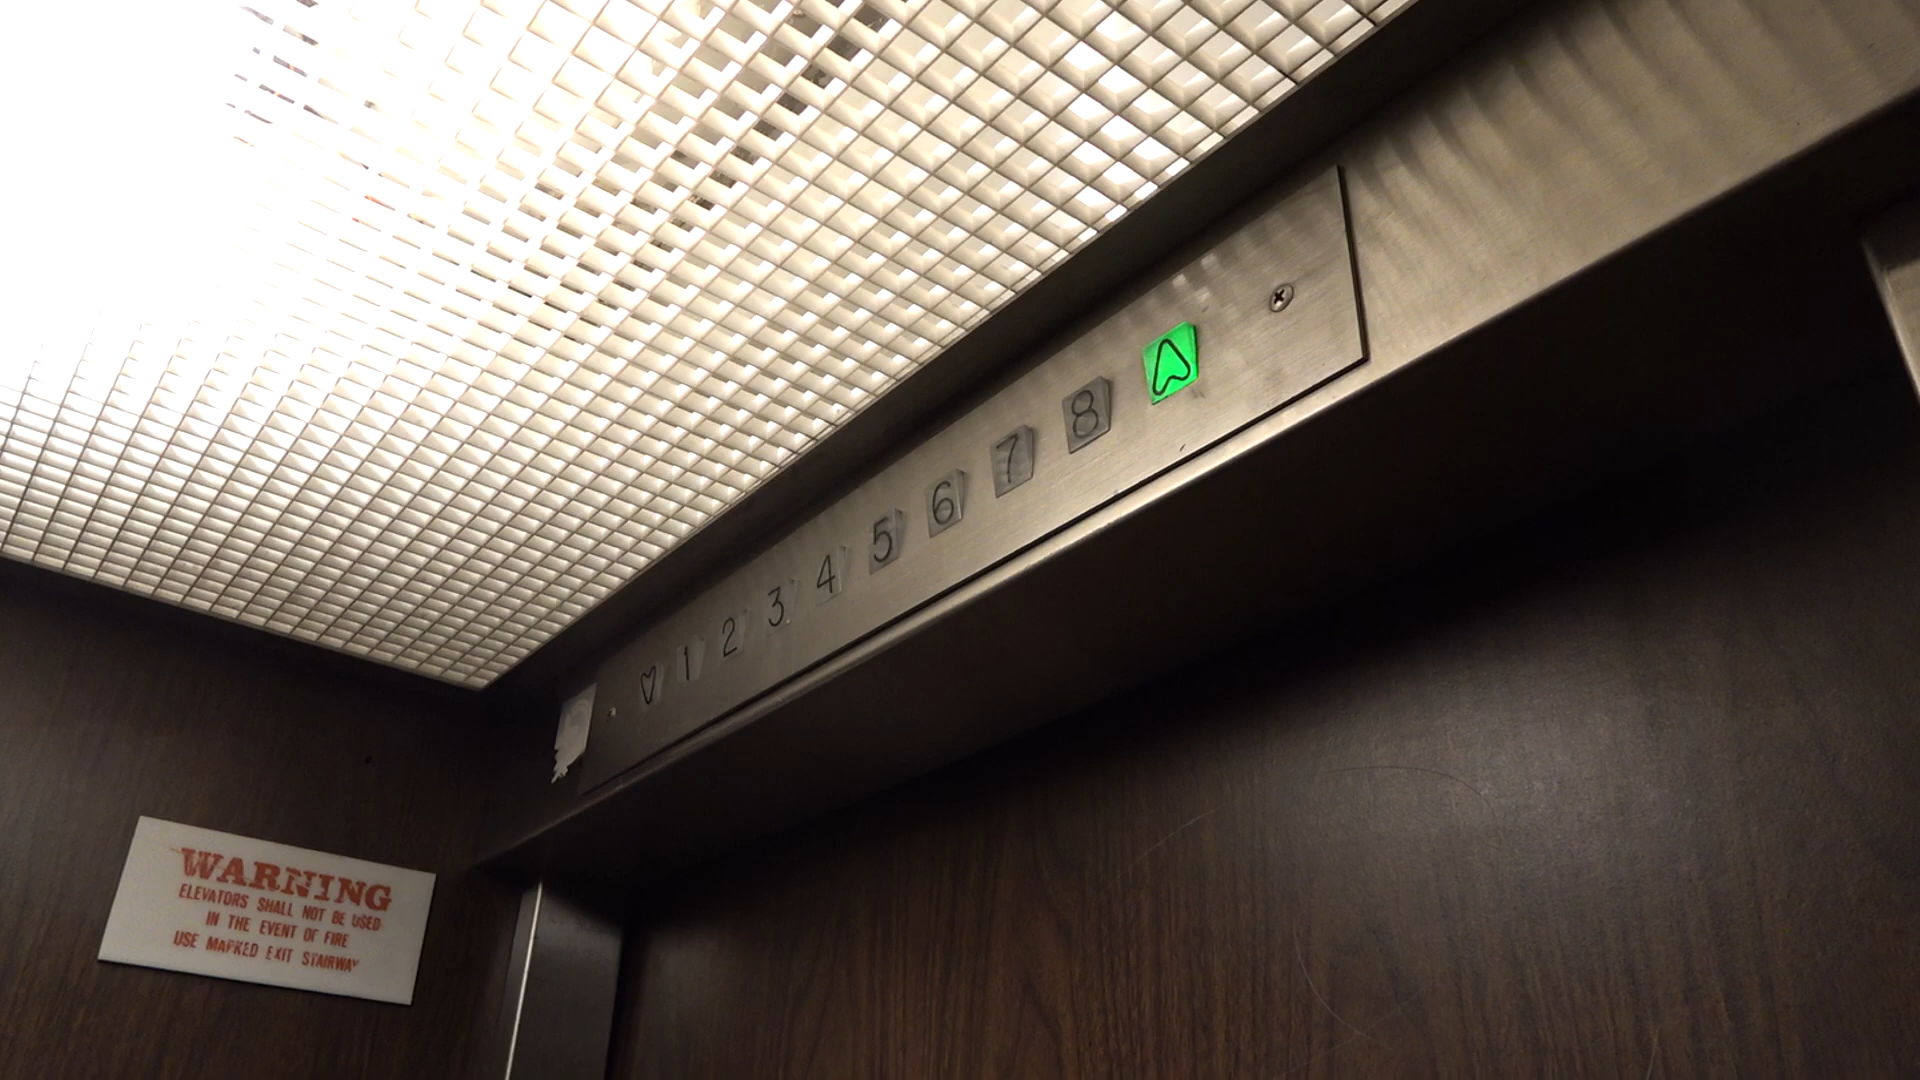 1 2 3 4 5 6 7 8
WARNING
ELEVATORS SHALL NOT BE USED
IN THE EVENT OF FIRE
USE MARKED EXIT STAIRWAY